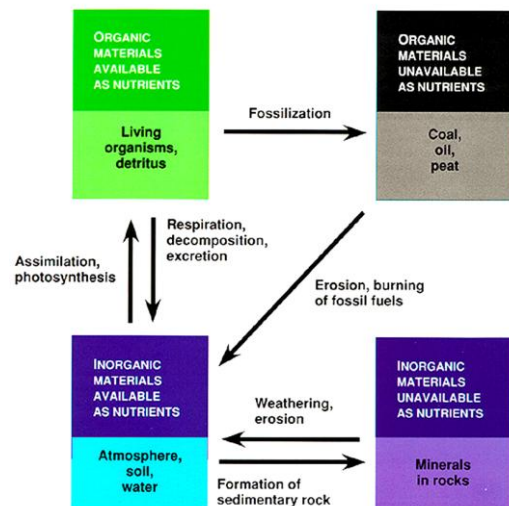 ORGANIC
MATERIALS
AVAILABLE
AS NUTRIENTS
Living
organisms,
detritus
Fossilization
ORGANIC
MATERIALS
UNAVAILABLE
AS NUTRIENTS
Coal,
oil,
peat
Assimilation,
photosynthesis
Respiration,
decomposition,
excretion
Erosion, burning
of fossil fuels
INORGANIC
MATERIALS
AVAILABLE
AS NUTRIENTS
Atmosphere,
soil,
water
Weathering,
erosion
Formation of
sedimentary rock
INORGANIC
MATERIALS
UNAVAILABLE
AS NUTRIENTS
Minerals
in rocks